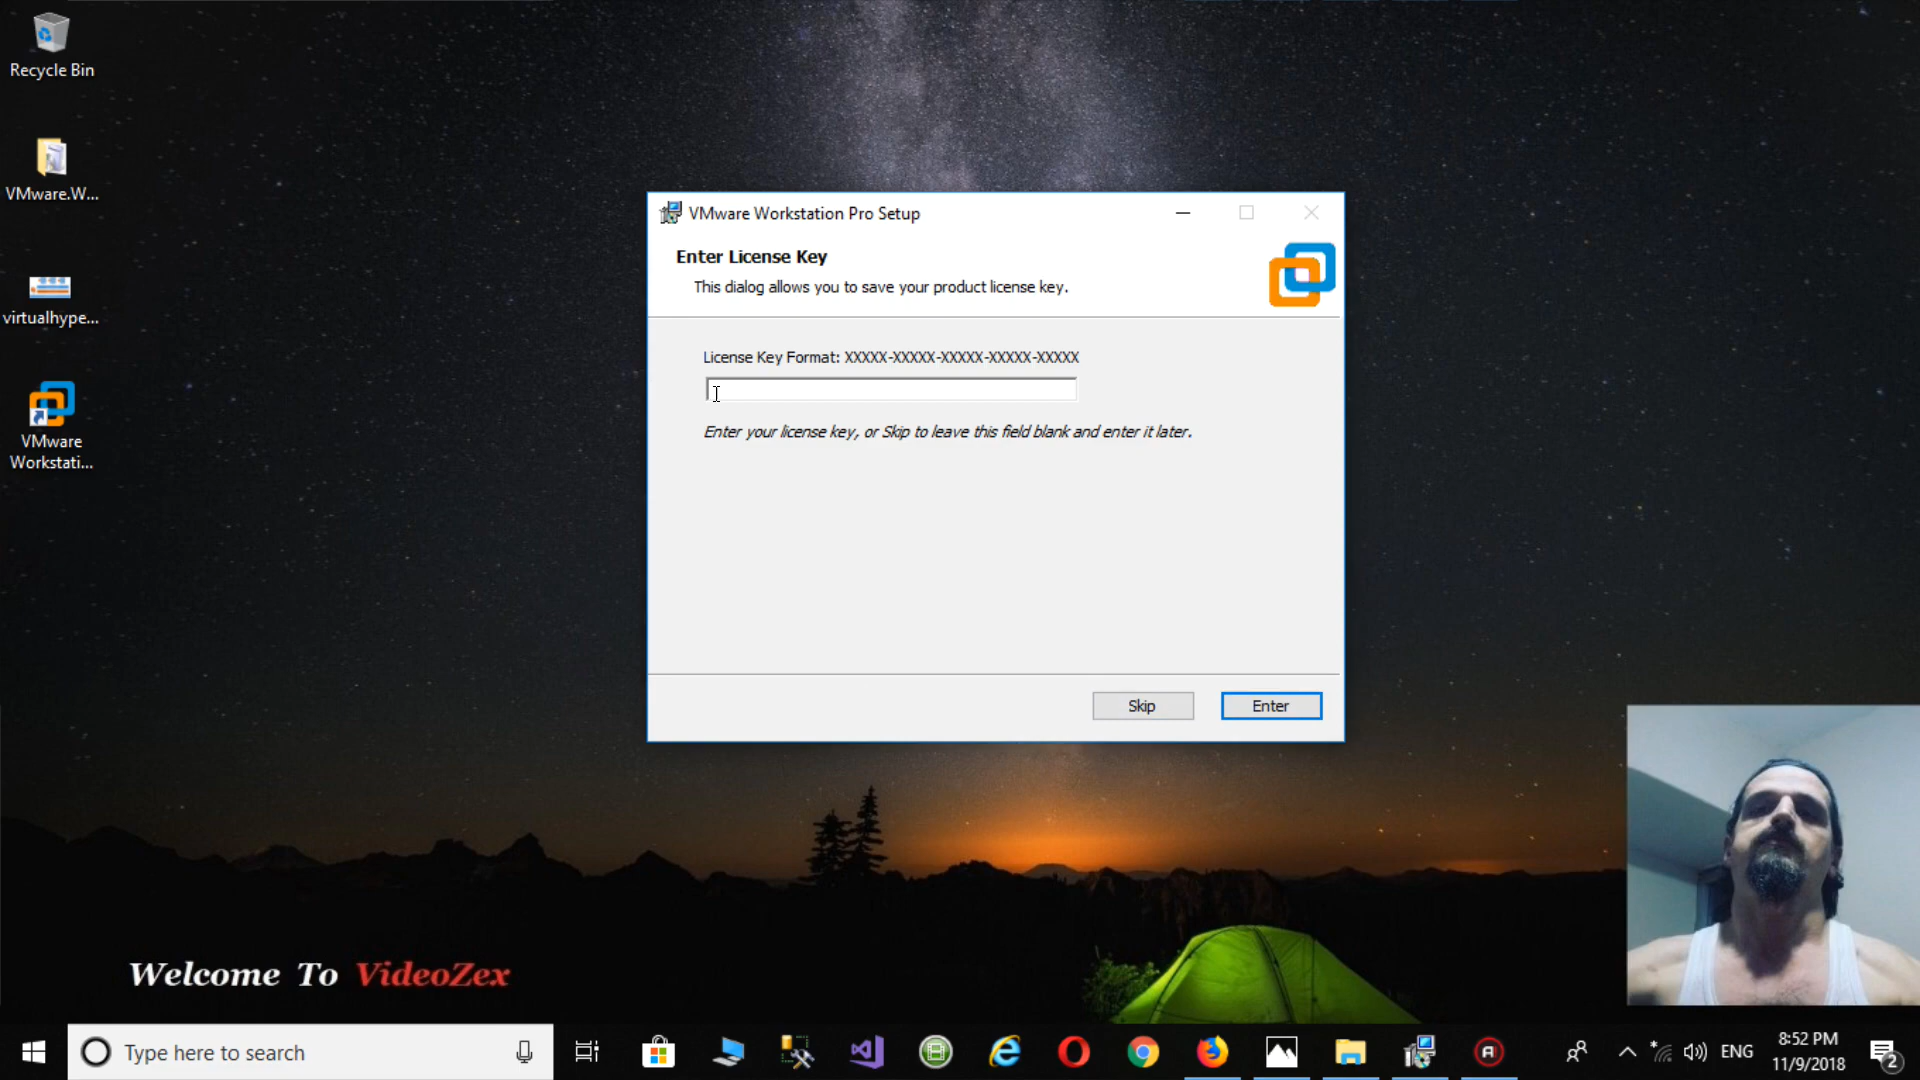 Recycle Bin
VMware.W...
virtualhype...
VMware
Workstati...
VMware Workstation Pro Setup
Enter License Key
This dialog allows you to save your product license key.
License Key Format: XXXXX-XXXXX-XXXXX-XXXXX-XXXXX
Enter your license key, or Skip to leave this field blank and enter it later.
Skip
Enter
Welcome To VideoZex
Type here to search
ENG
8:52 PM
11/9/2018
2